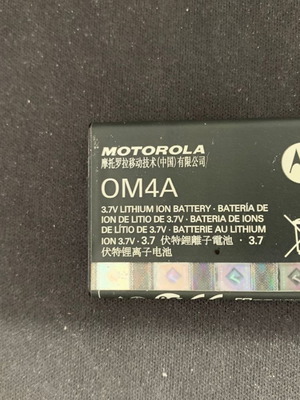 MOTOROLA
摩托罗拉移动技术(中国)有限公司
OM4A
3.7V LITHIUM ION BATTERY · BATERÍA DE
ION DE LITIO DE 3.7V · BATERIA DE IONS
DE LÍTIO DE 3.7V · BATTERIE AU LITHIUM
ION 3.7V · 3.7 伏特鋰離子電池 · 3.7
伏特锂离子电池